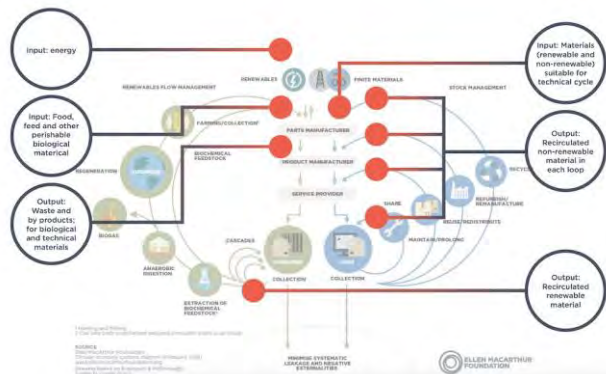 Input: energy
Input: Food,
feed and other
perishable
biological
material
Output:
Waste and by
products; for
biological
and technical
materials
Input: Materials
(renewable and
non-renewable)
suitable for
technical cycle
Output:
Recirculated
non-renewable
material in
each loop
Output:
Recirculated
renewable
material
RENEWABLES
FINITE MATERIALS
RENEWABLES FLOW MANAGEMENT
STOCK MANAGEMENT
FARMING/COLLECTION¹
PARTS MANUFACTURER
BIOCHEMICAL
FEEDSTOCK
REGENERATION
PRODUCT MANUFACTURER
SERVICE PROVIDER
RECYCLE
REFURBISH/
REMANUFACTURE
REUSE/REDISTRIBUTE
SHARE
MAINTAIN/PROLONG
BIOGAS
CASCADES
ANAEROBIC
DIGESTION
COLLECTION
COLLECTION
EXTRACTION OF
BIOCHEMICAL
FEEDSTOCK²
MINIMISE SYSTEMATIC
LEAKAGE AND NEGATIVE
EXTERNALITIES
SOURCE
ELLEN MACARTHUR
FOUNDATION